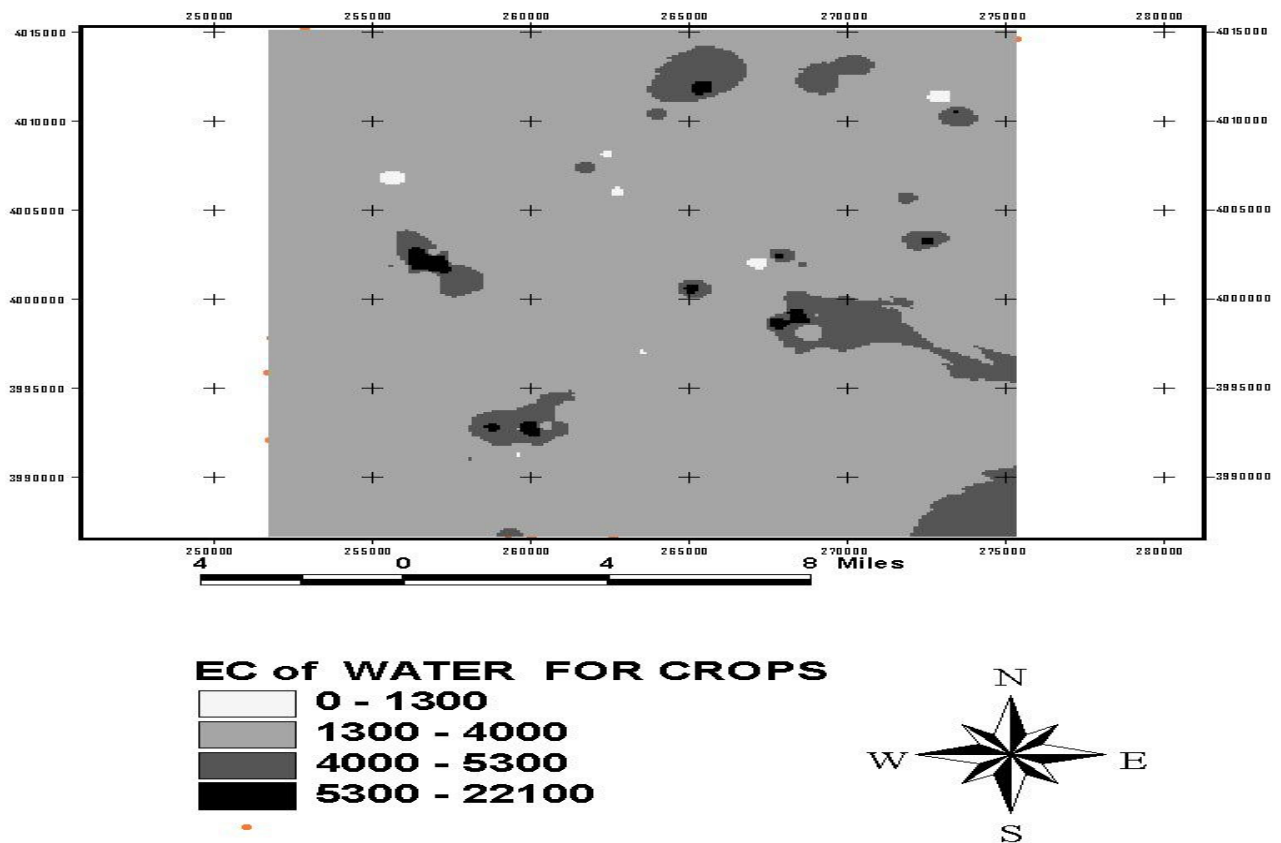 250000 255000 260000 265000 270000 275000 280000
4015000 4015000
4010000 4010000
4005000 4005000
4000000 4000000
3995000 3995000
3990000 3990000
250000 255000 260000 265000 270000 275000 280000
4 0 4 8 Miles
EC of WATER FOR CROPS
0 - 1300
1300 - 4000
4000 - 5300
5300 - 22100
N
W E
S